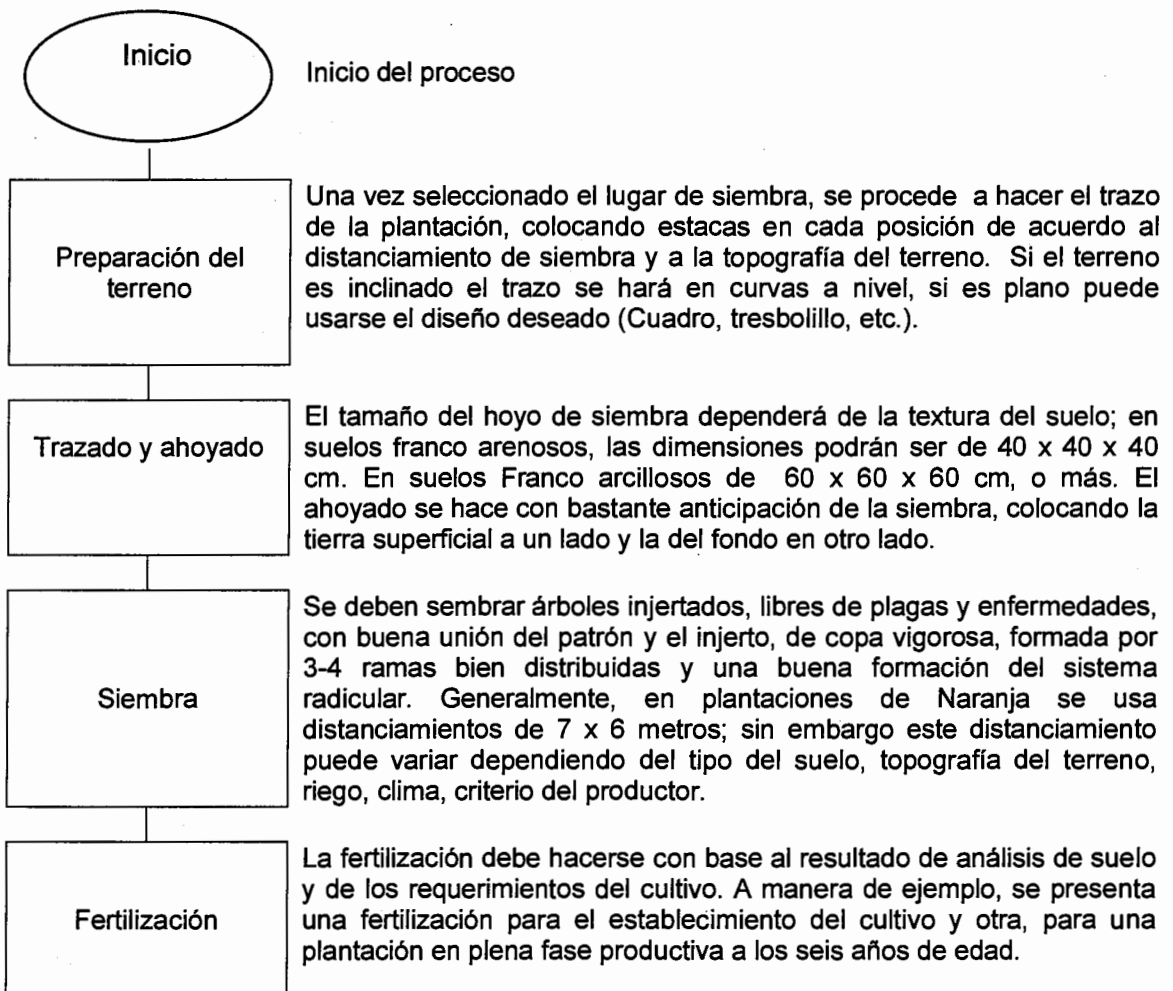 Inicio
Inicio del proceso
Preparación del
terreno
Una vez seleccionado el lugar de siembra, se procede a hacer el trazo
de la plantación, colocando estacas en cada posición de acuerdo al
distanciamiento de siembra y a la topografía del terreno. Si el terreno
es inclinado el trazo se hará en curvas a nivel, si es plano puede
usarse el diseño deseado (Cuadro, tresbolillo, etc.).
Trazado y ahoyado
El tamaño del hoyo de siembra dependerá de la textura del suelo; en
suelos franco arenosos, las dimensiones podrán ser de 40 x 40 x 40
cm. En suelos Franco arcillosos de 60 x 60 x 60 cm, o más. El
ahoyado se hace con bastante anticipación de la siembra, colocando la
tierra superficial a un lado y la del fondo en otro lado.
Siembra
Se deben sembrar árboles injertados, libres de plagas y enfermedades,
con buena unión del patrón y el injerto, de copa vigorosa, formada por
3-4 ramas bien distribuidas y una buena formación del sistema
radicular. Generalmente, en plantaciones de Naranja se usa
distanciamientos de 7 x 6 metros; sin embargo este distanciamiento
puede variar dependiendo del tipo del suelo, topografía del terreno,
riego, clima, criterio del productor.
Fertilización
La fertilización debe hacerse con base al resultado de análisis de suelo
y de los requerimientos del cultivo. A manera de ejemplo, se presenta
una fertilización para el establecimiento del cultivo y otra, para una
plantación en plena fase productiva a los seis años de edad.